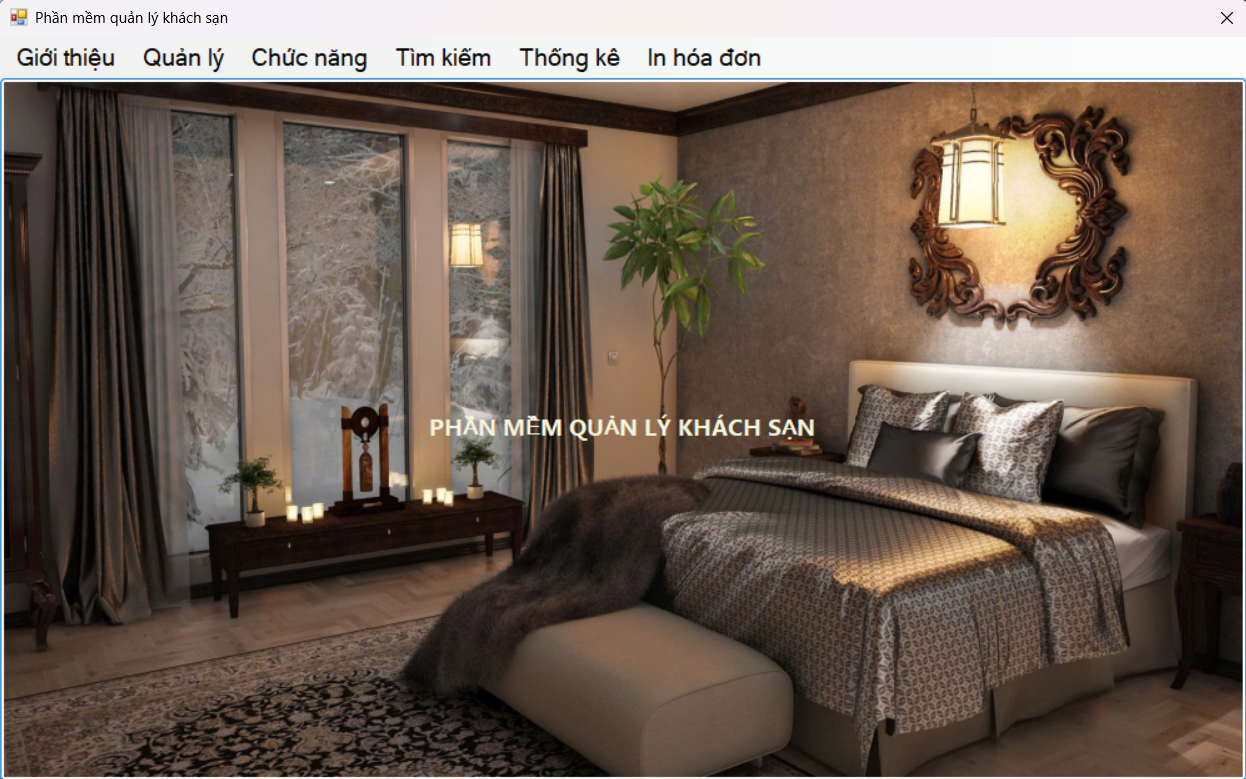 Phần mềm quản lý khách sạn
Giới thiệu Quản lý Chức năng Tìm kiếm Thống kê In hóa đơn
PHẦN MỀM QUẢN LÝ KHÁCH SẠN